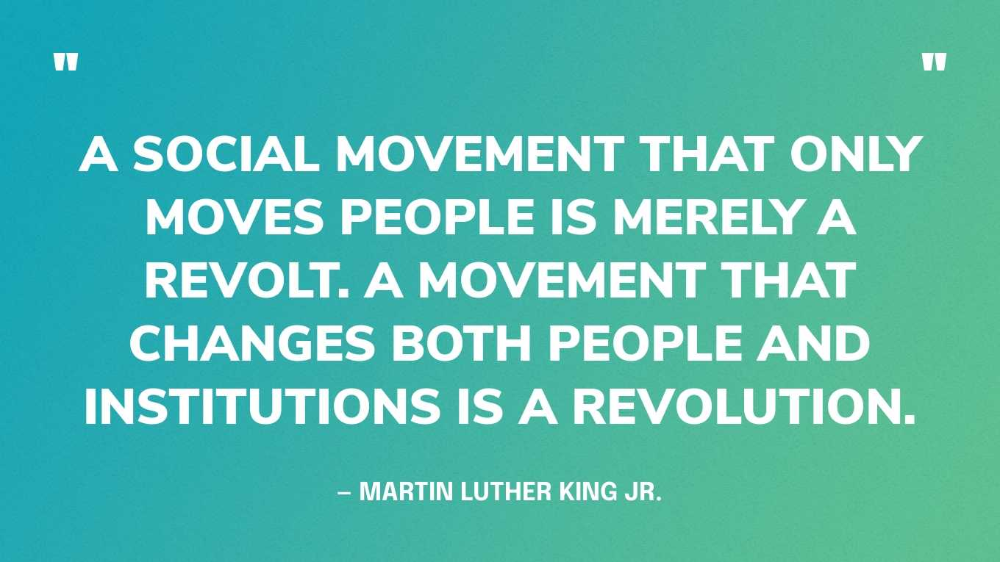 " "
A SOCIAL MOVEMENT THAT ONLY
MOVES PEOPLE IS MERELY A
REVOLT. A MOVEMENT THAT
CHANGES BOTH PEOPLE AND
INSTITUTIONS IS A REVOLUTION.
– MARTIN LUTHER KING JR.